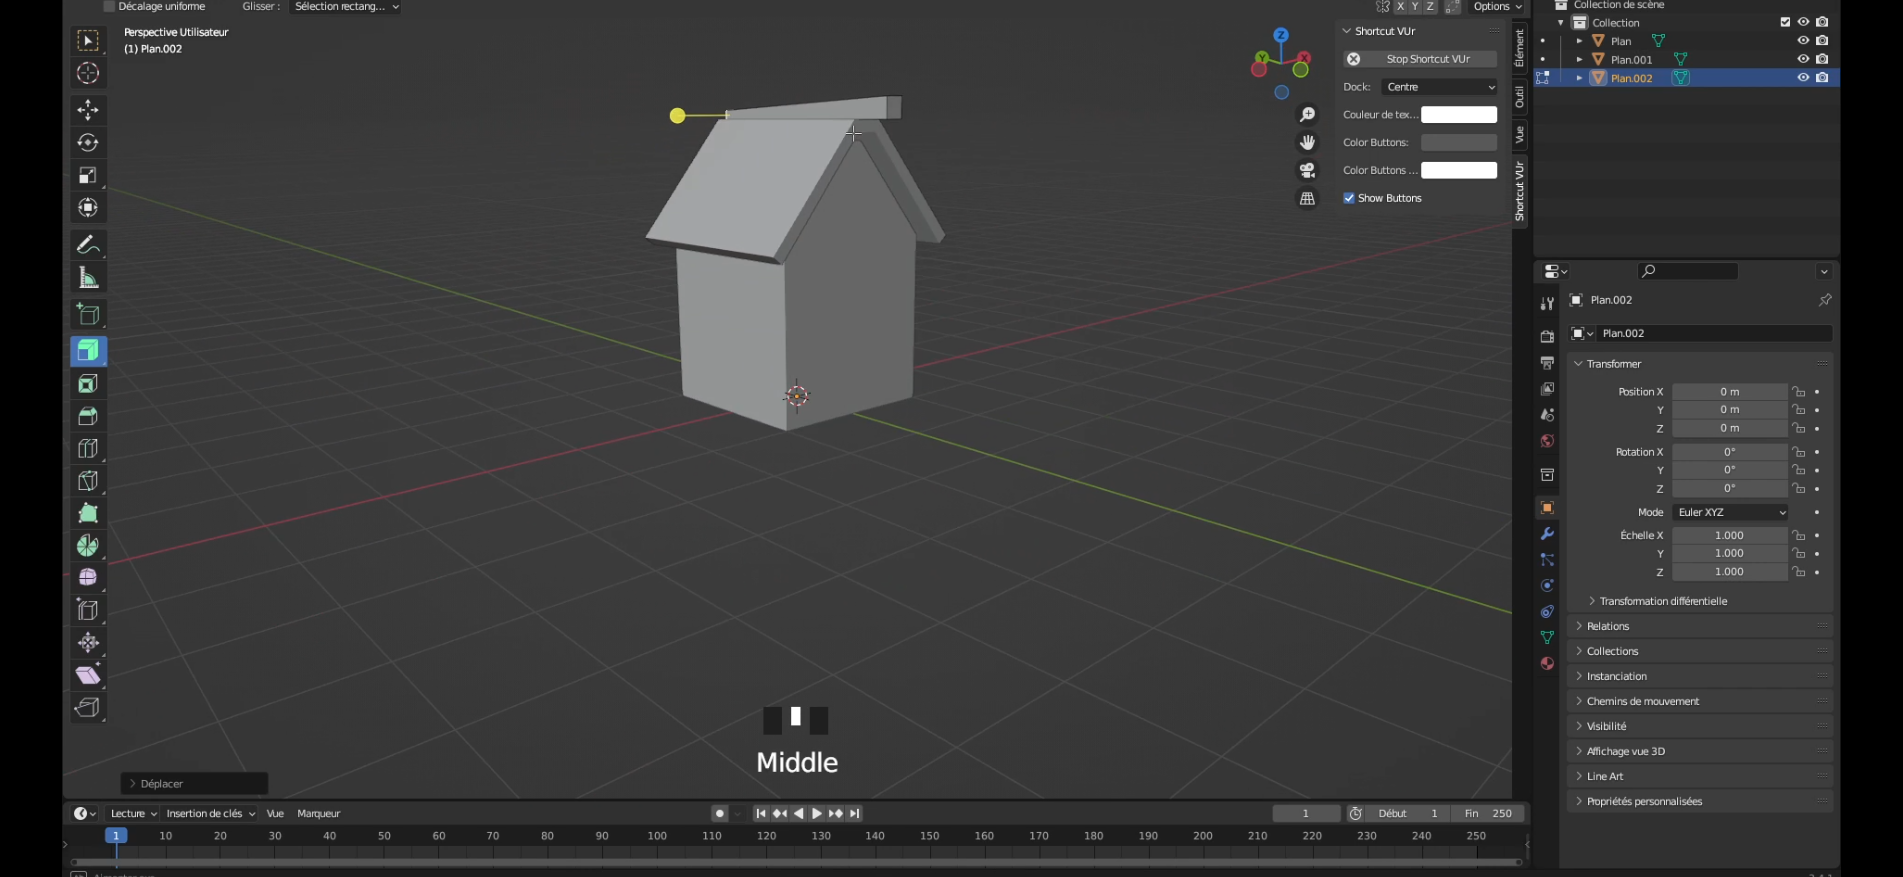 Décalage uniforme
Glisser :
Sélection rectang...
X Y Z
Options
Collection de scène
Collection
Plan
Plan.001
Plan.002
Perspective Utilisateur
(1) Plan.002
Z
Y
X
Shortcut VUr
Stop Shortcut VUr
Dock:
Centre
Couleur de tex...
Color Buttons:
Color Buttons ...
Show Buttons
Élément
Outil
Vue
Shortcut VUr
Plan.002
Plan.002
Transformer
Position X 0 m
Y 0 m
Z 0 m
Rotation X 0°
Y 0°
Z 0°
Mode Euler XYZ
Échelle X 1.000
Y 1.000
Z 1.000
Transformation différentielle
Relations
Collections
Instanciation
Chemins de mouvement
Visibilité
Affichage vue 3D
Line Art
Propriétés personnalisées
Middle
Déplacer
Lecture
Insertion de clés
Vue
Marqueur
1
Début 1
Fin 250
1 10 20 30 40 50 60 70 80 90 100 110 120 130 140 150 160 170 180 190 200 210 220 230 240 250